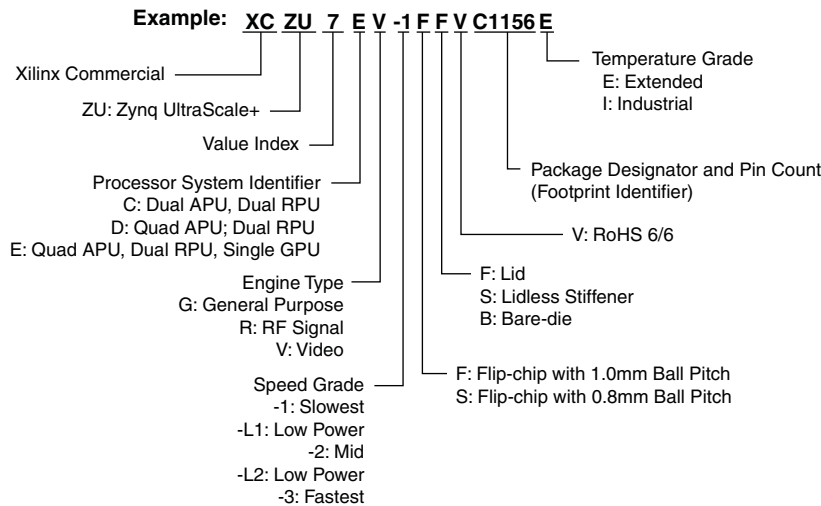 Example: XC ZU 7 E V -1 F F V C1156 E
Xilinx Commercial
ZU: Zynq UltraScale+
Value Index
Processor System Identifier
C: Dual APU, Dual RPU
D: Quad APU; Dual RPU
E: Quad APU, Dual RPU, Single GPU
Engine Type
G: General Purpose
R: RF Signal
V: Video
Speed Grade
-1: Slowest
-L1: Low Power
-2: Mid
-L2: Low Power
-3: Fastest
Temperature Grade
E: Extended
I: Industrial
Package Designator and Pin Count
(Footprint Identifier)
V: RoHS 6/6
F: Lid
S: Lidless Stiffener
B: Bare-die
F: Flip-chip with 1.0mm Ball Pitch
S: Flip-chip with 0.8mm Ball Pitch